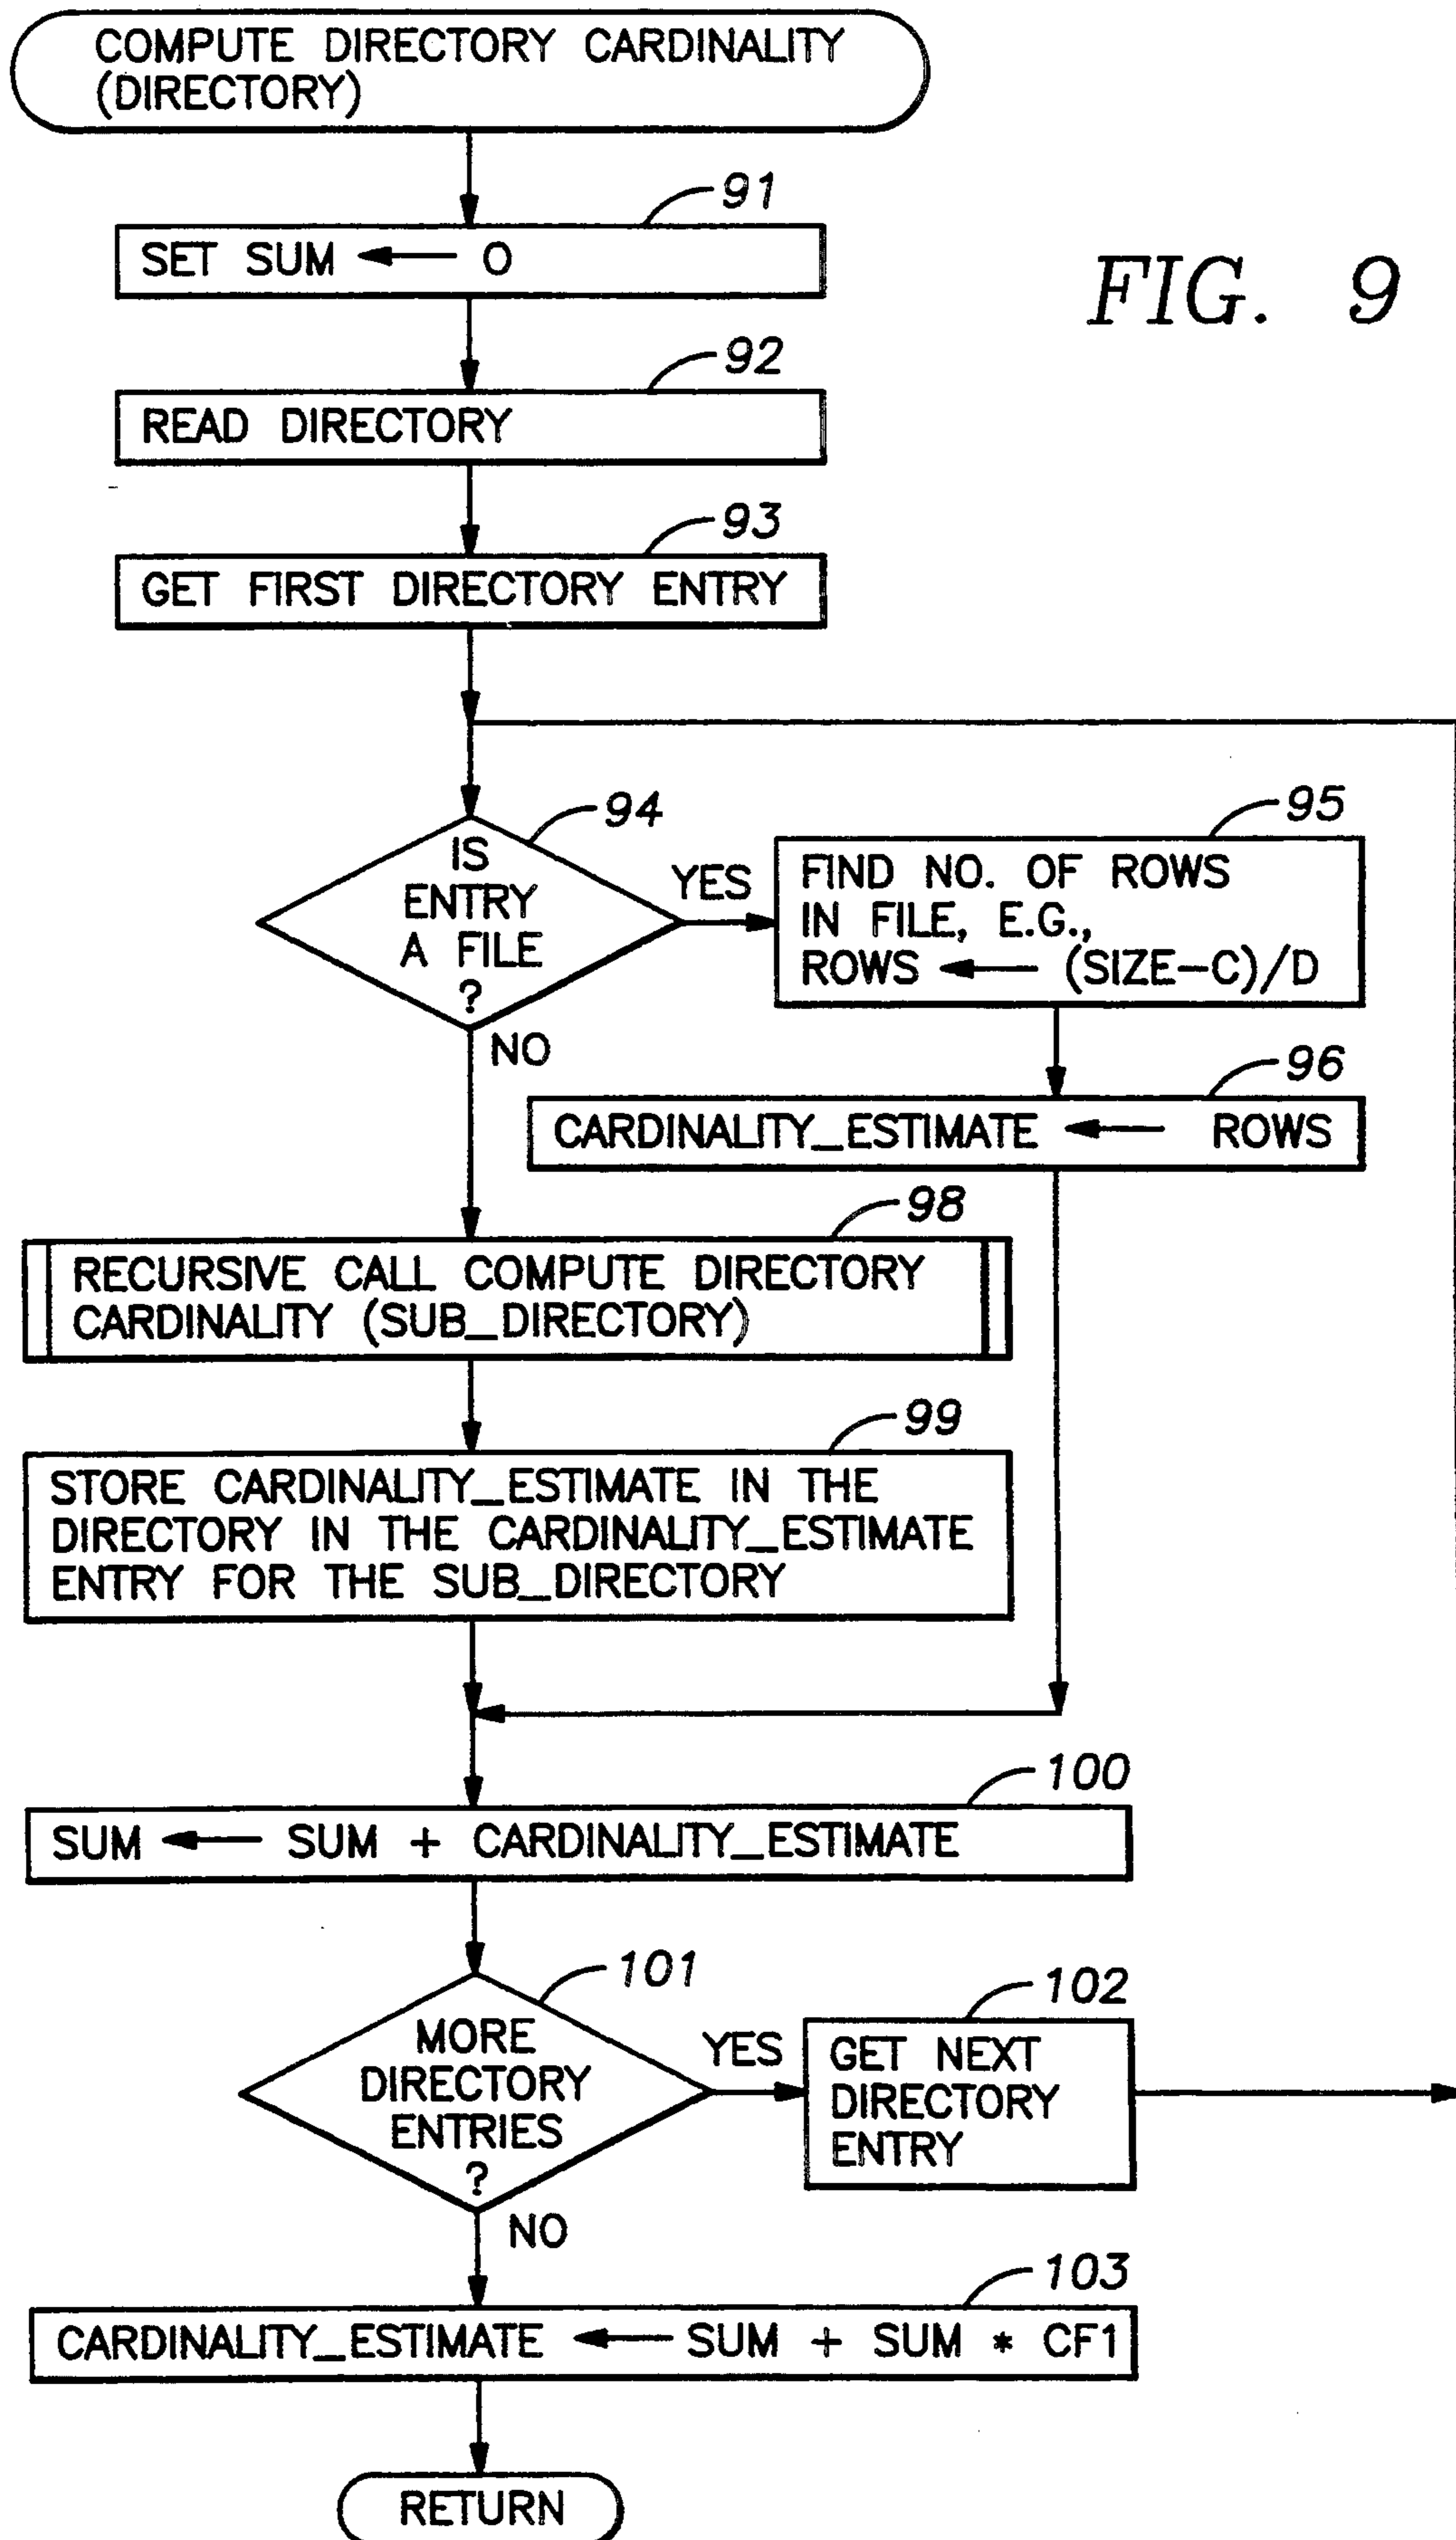 COMPUTE DIRECTORY CARDINALITY
(DIRECTORY)
91
SET SUM ← 0
FIG. 9
92
READ DIRECTORY
93
GET FIRST DIRECTORY ENTRY
94
IS
ENTRY
A FILE
?
YES
NO
95
FIND NO. OF ROWS
IN FILE, E.G.,
ROWS ← (SIZE-C)/D
96
CARDINALITY_ESTIMATE ← ROWS
98
RECURSIVE CALL COMPUTE DIRECTORY
CARDINALITY (SUB_DIRECTORY)
99
STORE CARDINALITY_ESTIMATE IN THE
DIRECTORY IN THE CARDINALITY_ESTIMATE
ENTRY FOR THE SUB_DIRECTORY
100
SUM ← SUM + CARDINALITY_ESTIMATE
101
MORE
DIRECTORY
ENTRIES
?
YES
NO
102
GET NEXT
DIRECTORY
ENTRY
103
CARDINALITY_ESTIMATE ← SUM + SUM * CF1
RETURN